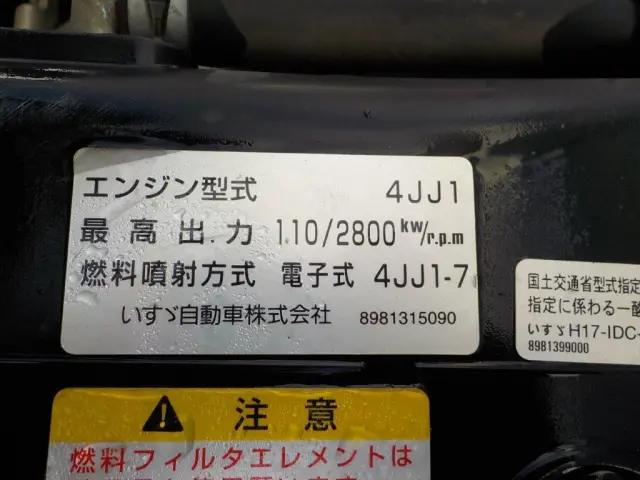 エンジン型式 4JJ1
最高出力 110/2800 kw/r.p.m
燃料噴射方式 電子式 4JJ1-7
いすゞ自動車株式会社 8981315090
国土交通省型式指定
指定に係わる一酸
いすゞH17-IDC-
8981399000
⚠ 注意
燃料フィルタエレメントは